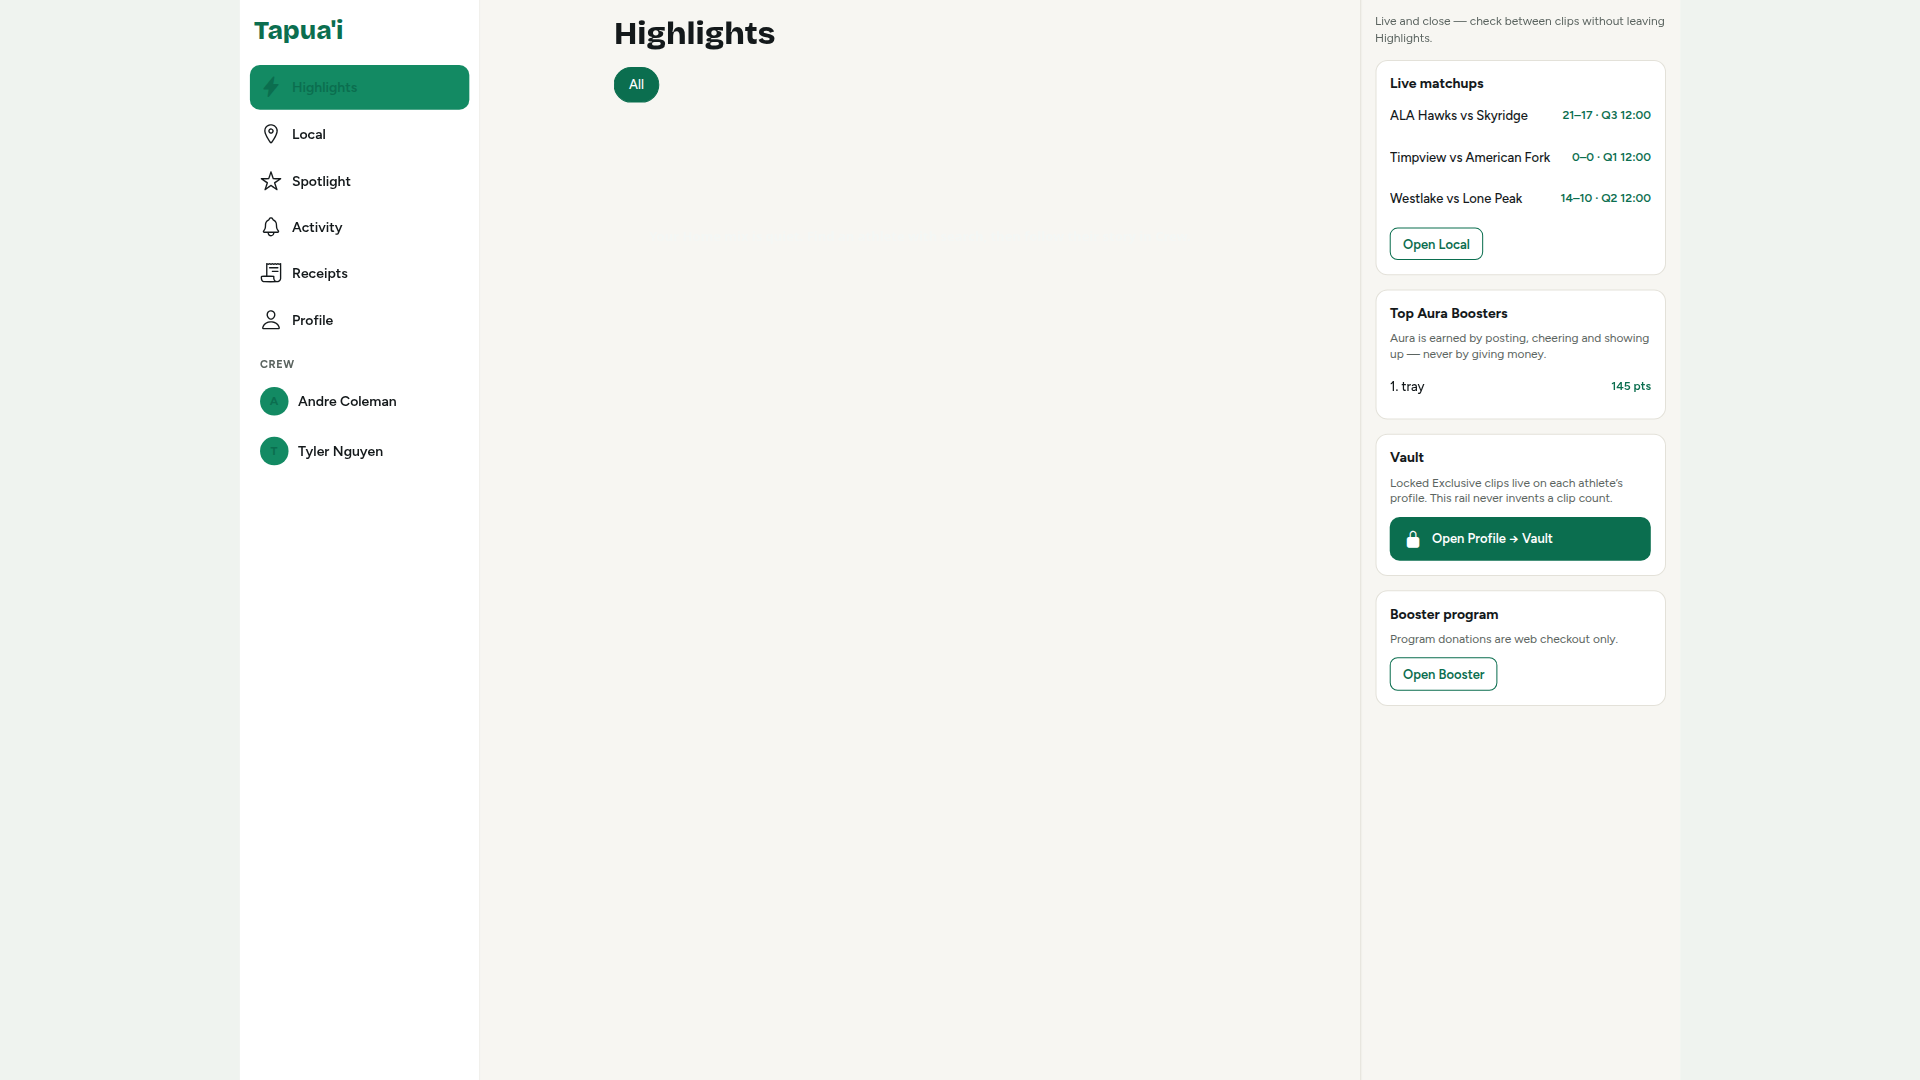 Tapua'i
Highlights
Local
Spotlight
Activity
Receipts
Profile
CREW
A
Andre Coleman
T
Tyler Nguyen
Highlights
All
Live and close — check between clips without leaving
Highlights.
Live matchups
ALA Hawks vs Skyridge
21–17 · Q3 12:00
Timpview vs American Fork
0–0 · Q1 12:00
Westlake vs Lone Peak
14–10 · Q2 12:00
Open Local
Top Aura Boosters
Aura is earned by posting, cheering and showing
up — never by giving money.
1. tray
145 pts
Vault
Locked Exclusive clips live on each athlete's
profile. This rail never invents a clip count.
Open Profile → Vault
Booster program
Program donations are web checkout only.
Open Booster